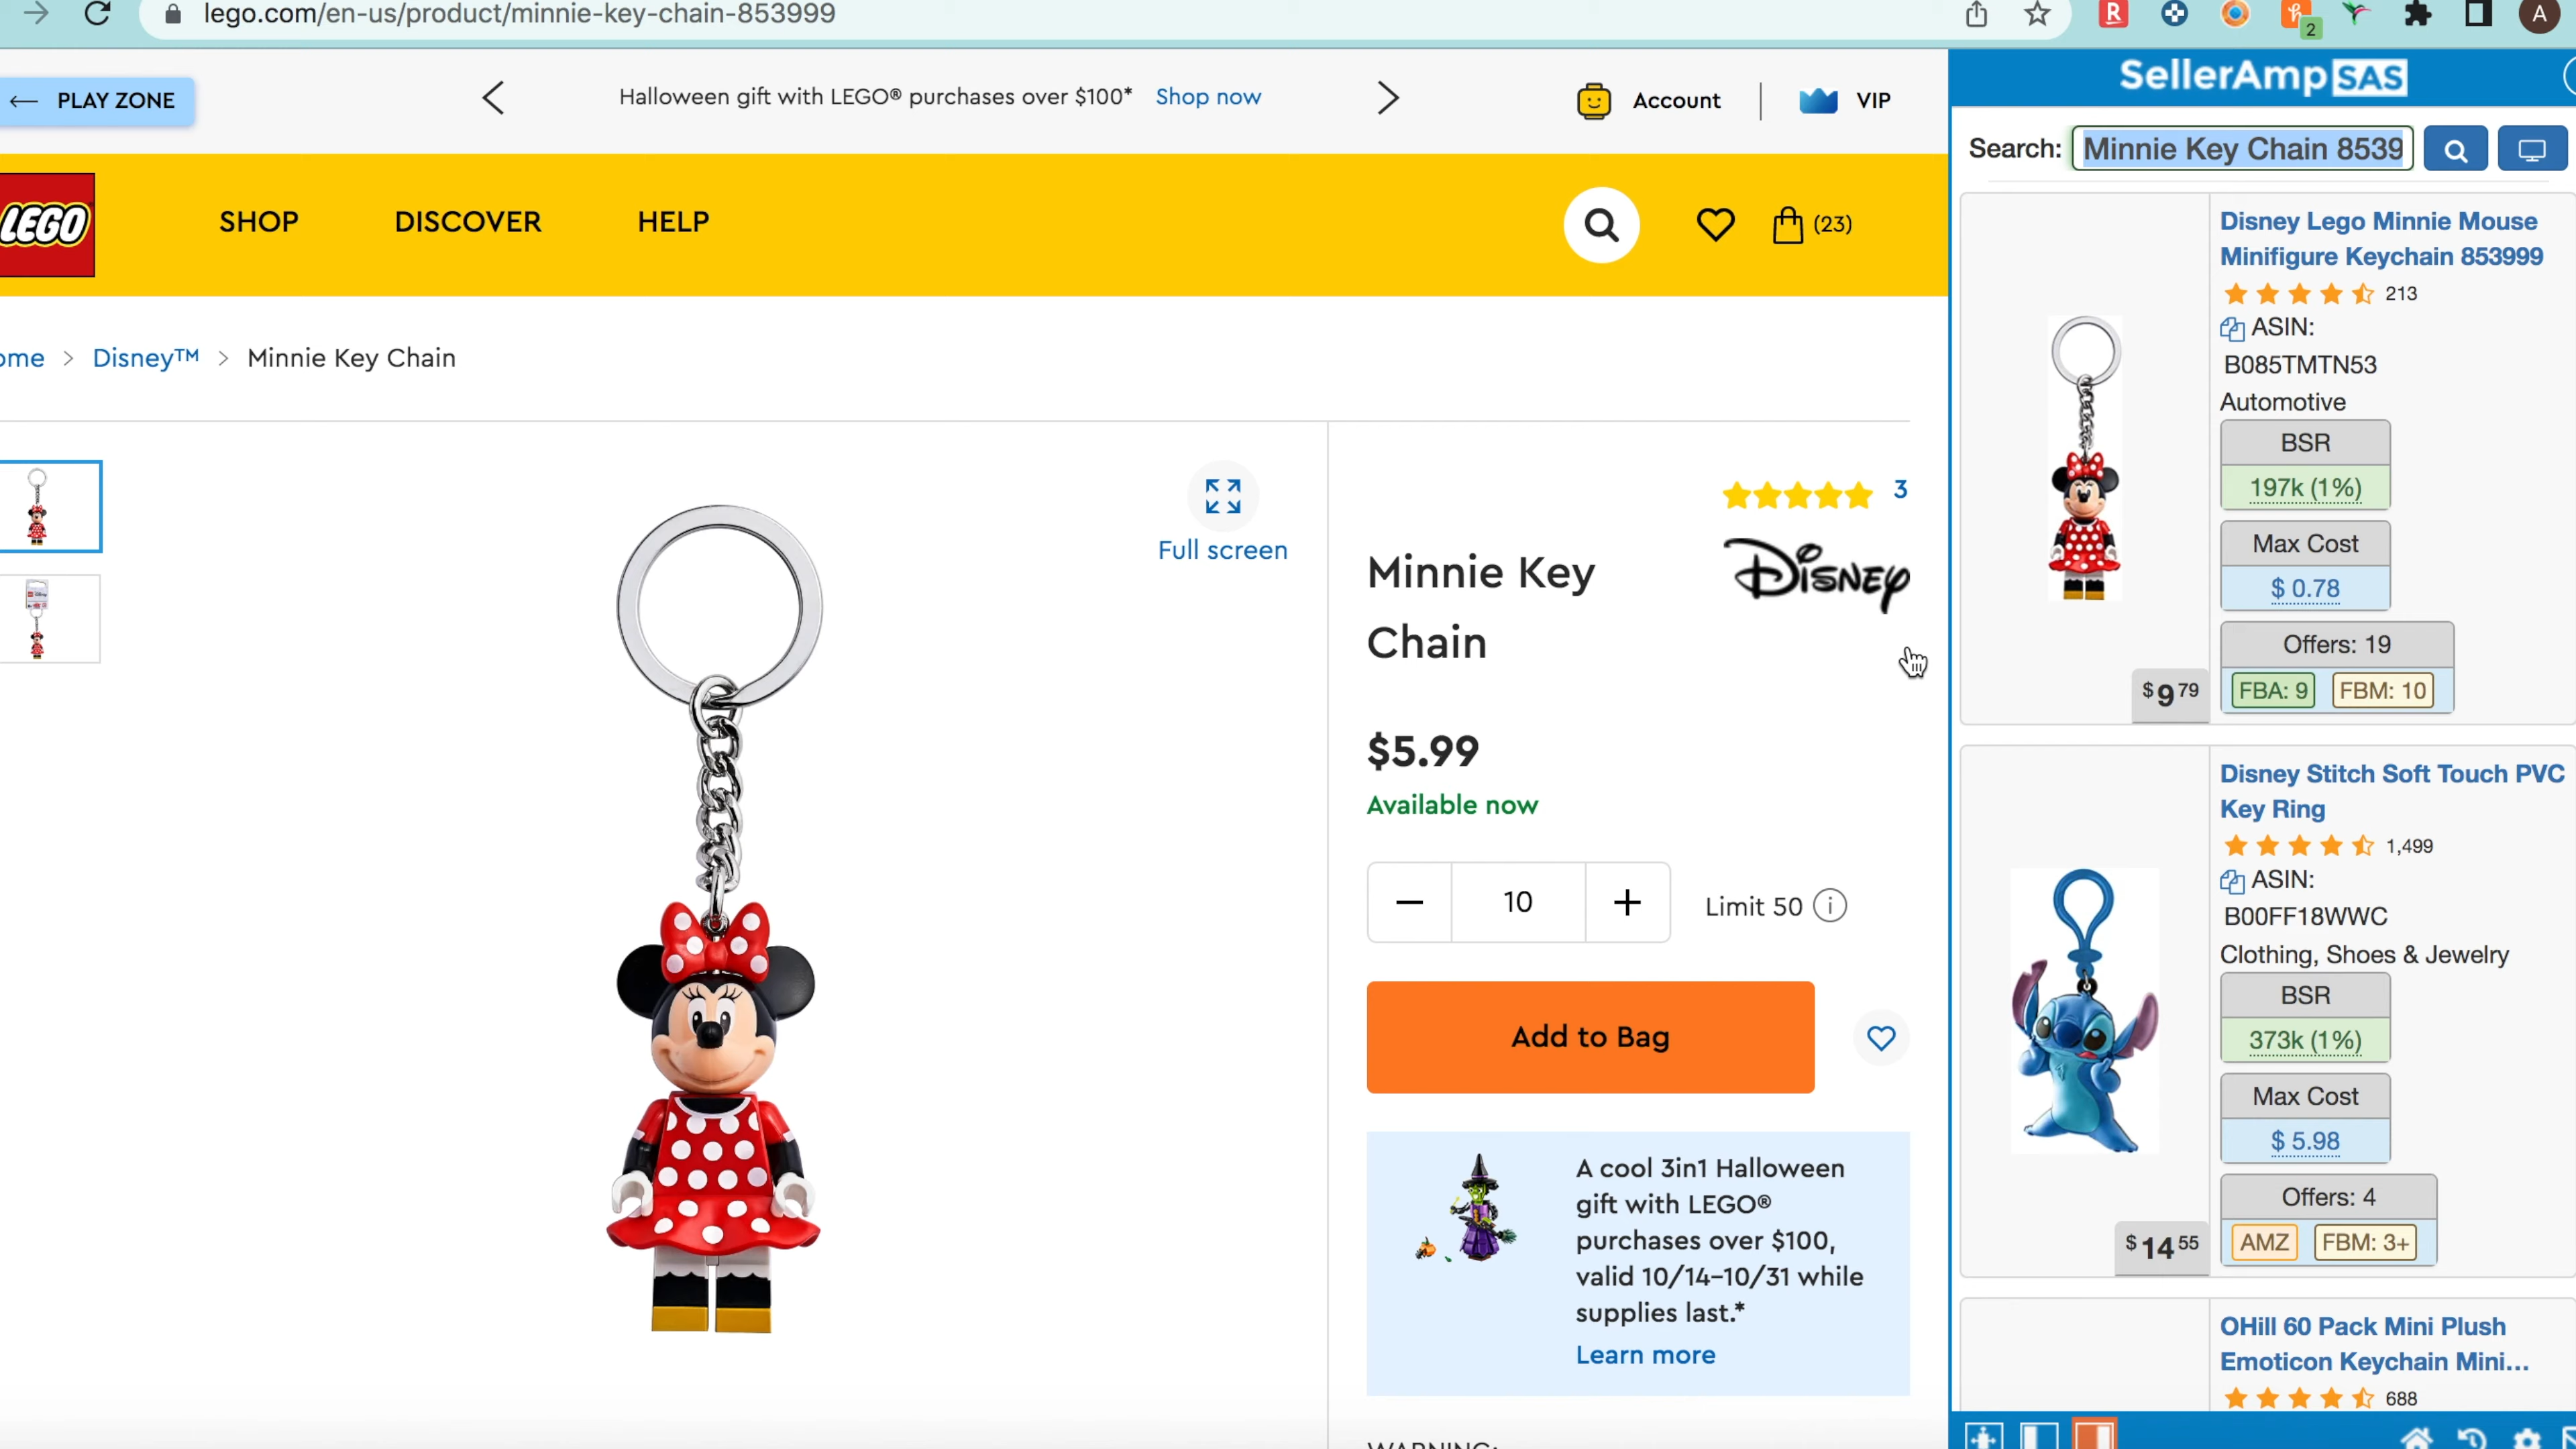 lego.com/en-us/product/minnie-key-chain-853999
R
2
A
PLAY ZONE
Halloween gift with LEGO® purchases over $100* Shop now
Account
VIP
LEGO
SHOP DISCOVER HELP
(23)
ome > Disney™ > Minnie Key Chain
Full screen
3
Disney
Minnie Key
Chain
$5.99
Available now
10
Limit 50
Add to Bag
A cool 3in1 Halloween
gift with LEGO®
purchases over $100,
valid 10/14-10/31 while
supplies last.*
Learn more
WARNING:
SellerAmp SAS
Search: Minnie Key Chain 8539
Disney Lego Minnie Mouse
Minifigure Keychain 853999
213
ASIN:
B085TMTN53
Automotive
BSR
197k (1%)
Max Cost
$ 0.78
Offers: 19
FBA: 9 FBM: 10
$9 79
Disney Stitch Soft Touch PVC
Key Ring
1,499
ASIN:
B00FF18WWC
Clothing, Shoes & Jewelry
BSR
373k (1%)
Max Cost
$ 5.98
Offers: 4
AMZ FBM: 3+
$14 55
OHill 60 Pack Mini Plush
Emoticon Keychain Mini...
688